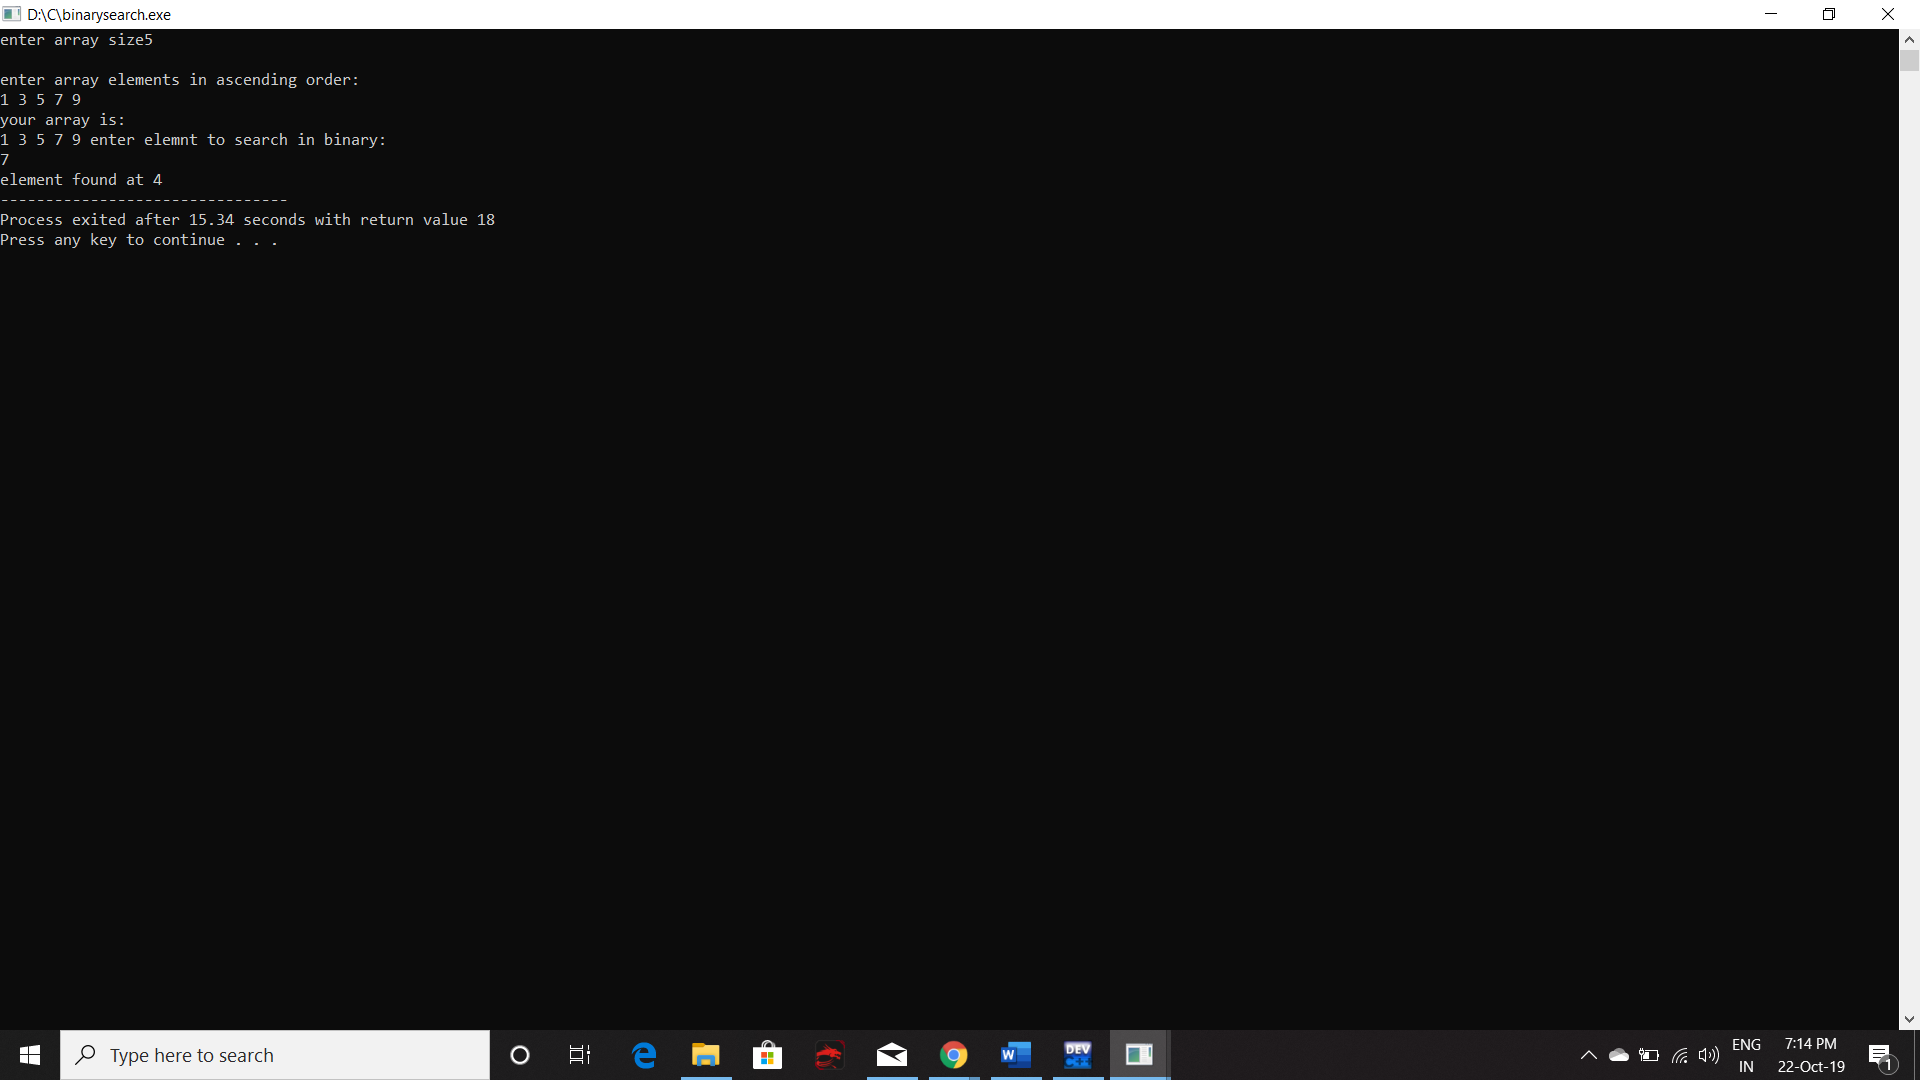 D:\C\binarysearch.exe
enter array size5
enter array elements in ascending order:
1 3 5 7 9
your array is:
1 3 5 7 9 enter elemnt to search in binary:
7
element found at 4
--------------------------------
Process exited after 15.34 seconds with return value 18
Press any key to continue . . .
Type here to search
W
DEV
C++
ENG
IN
7:14 PM
22-Oct-19
1